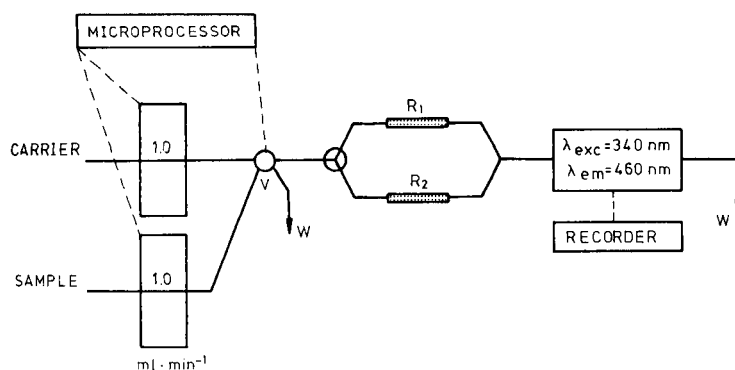 MICROPROCESSOR
R₁
1.0
λexc=340 nm
CARRIER
λem=460 nm
V
R₂
W
W
RECORDER
SAMPLE
1.0
ml·min⁻¹